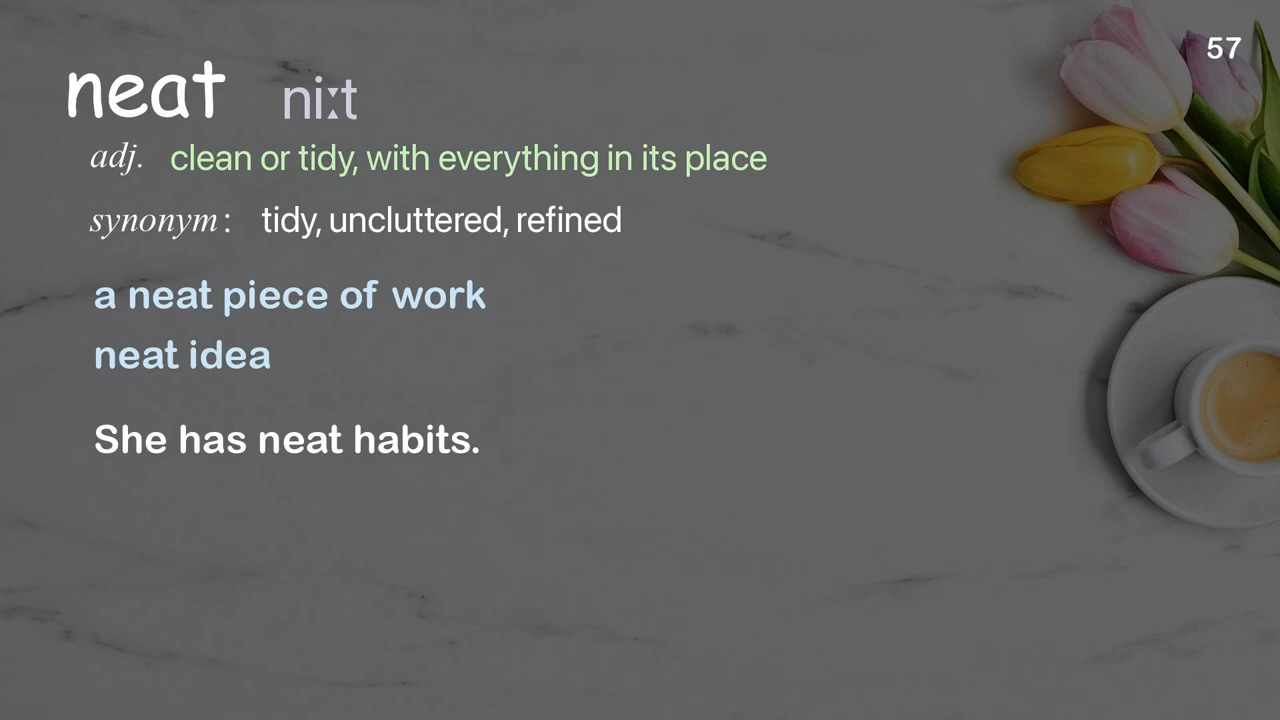 57
neat niːt
adj. clean or tidy, with everything in its place
synonym: tidy, uncluttered, refined
a neat piece of work
neat idea
She has neat habits.